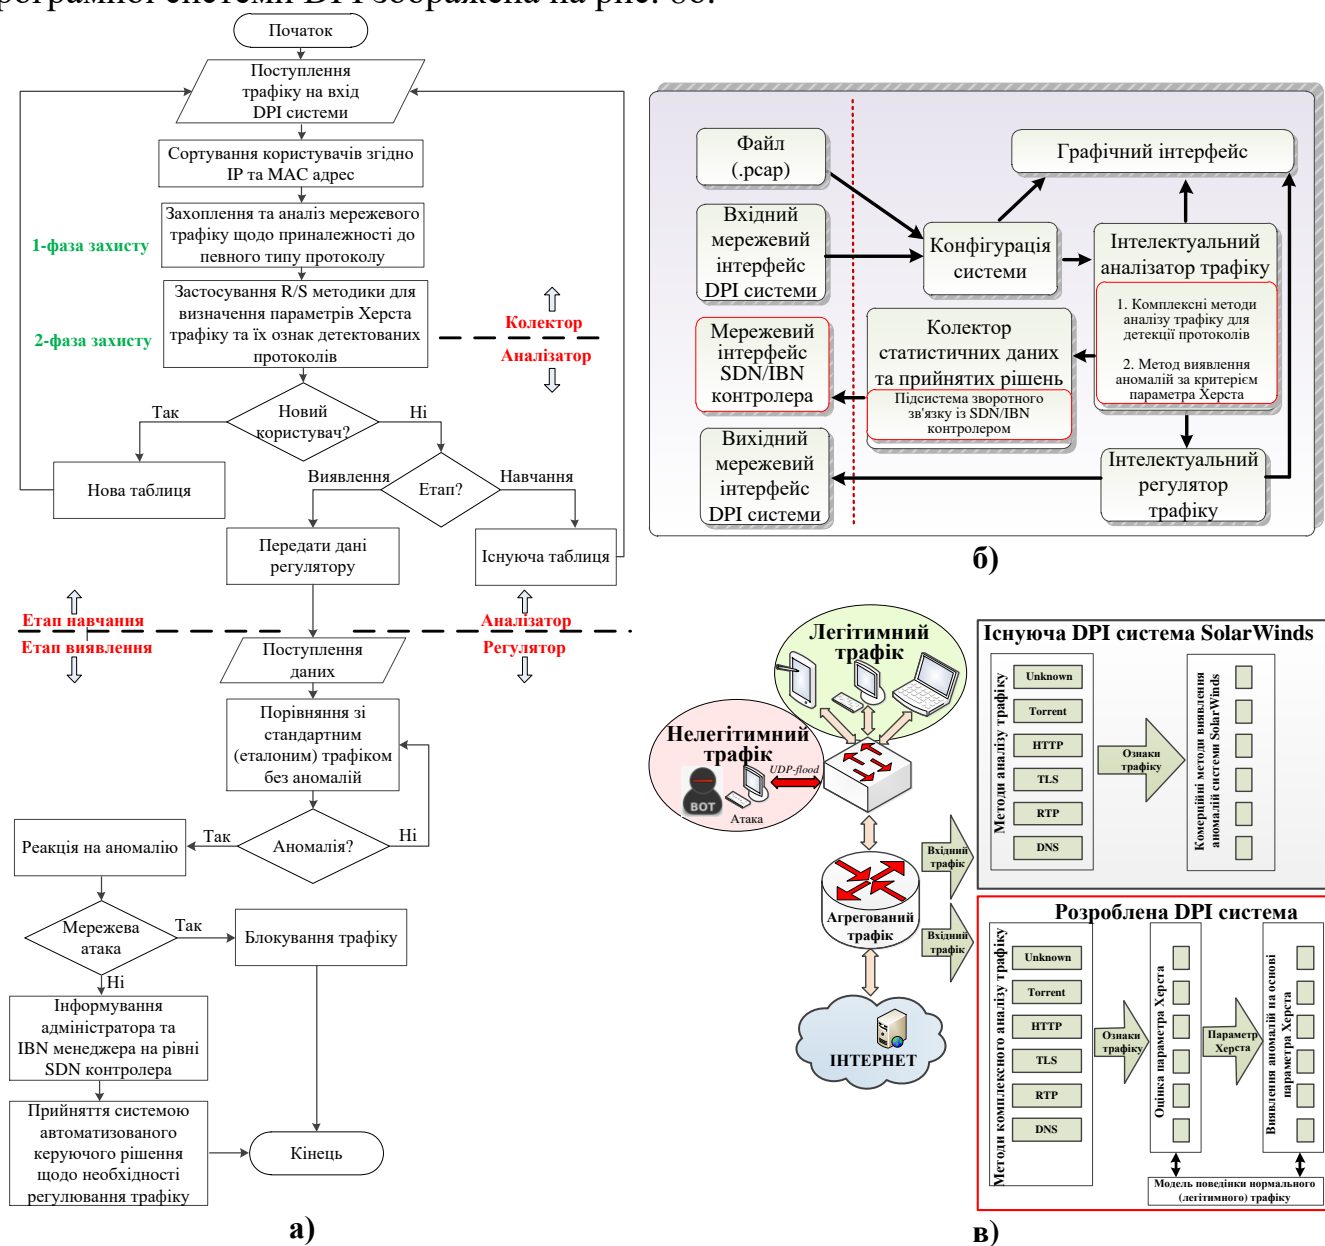 рограмної системи DPI зображена на рис. 8б.
Початок
Поступлення
трафіку на вхід
DPI системи
Сортування користувачів згідно
IP та MAC адрес
Захоплення та аналіз мережевого
трафіку щодо приналежності до
певного типу протоколу
1-фаза захисту
Застосування R/S методики для
визначення параметрів Херста
трафіку та їх ознак детектованих
протоколів
2-фаза захисту
Колектор
Аналізатор
Так
Новий
користувач?
Ні
Нова таблиця
Виявлення
Етап?
Навчання
Передати дані
регулятору
Існуюча таблиця
Етап навчання
Етап виявлення
Аналізатор
Регулятор
Поступлення
даних
Порівняння зі
стандартним
(еталоним) трафіком
без аномалій
Аномалія?
Так
Ні
Реакція на аномалію
Мережева
атака
Так
Блокування трафіку
Ні
Інформування
адміністратора та
IBN менеджера на рівні
SDN контролера
Прийняття системою
автоматизованого
керуючого рішення
щодо необхідності
регулювання трафіку
Кінець
а)
Файл
(.pcap)
Графічний інтерфейс
Вхідний
мережевий
інтерфейс
DPI системи
Конфігурація
системи
Інтелектуальний
аналізатор трафіку
1. Комплексні методи
аналізу трафіку для
детекції протоколів
2. Метод виявлення
аномалій за критерієм
параметра Херста
Мережевий
інтерфейс
SDN/IBN
контролера
Колектор
статистичних даних
та прийнятих рішень
Підсистема зворотного
зв'язку із SDN/IBN
контролером
Вихідний
мережевий
інтерфейс
DPI системи
Інтелектуальний
регулятор
трафіку
б)
Легітимний
трафік
Нелегітимний
трафік
UDP-flood
BOT
Атака
Агрегований
трафік
ІНТЕРНЕТ
Вхідний
трафік
Вхідний
трафік
Існуюча DPI система SolarWinds
Методи аналізу трафіку
Unknown
Torrent
HTTP
TLS
RTP
DNS
Ознаки
трафіку
Комерційні методи виявлення
аномалій системи SolarWinds
Розроблена DPI система
Методи комплексного аналізу трафіку
Unknown
Torrent
HTTP
TLS
RTP
DNS
Ознаки
трафіку
Оцінка параметра Херста
Параметр
Херста
Виявлення аномалій на основі
параметра Херста
Модель поведінки нормального
(легітимного) трафіку
в)